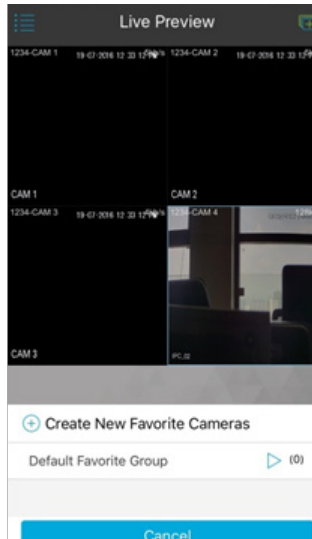 Live Preview
1234-CAM 1
19-07-2016 12 33 12
1234-CAM 2
19-07-2016 12 33 12
CAM 1
CAM 2
1234-CAM 3
19-07-2016 12 33 12
1234-CAM 4
CAM 3
IPC_02
Create New Favorite Cameras
Default Favorite Group
(0)
Cancel